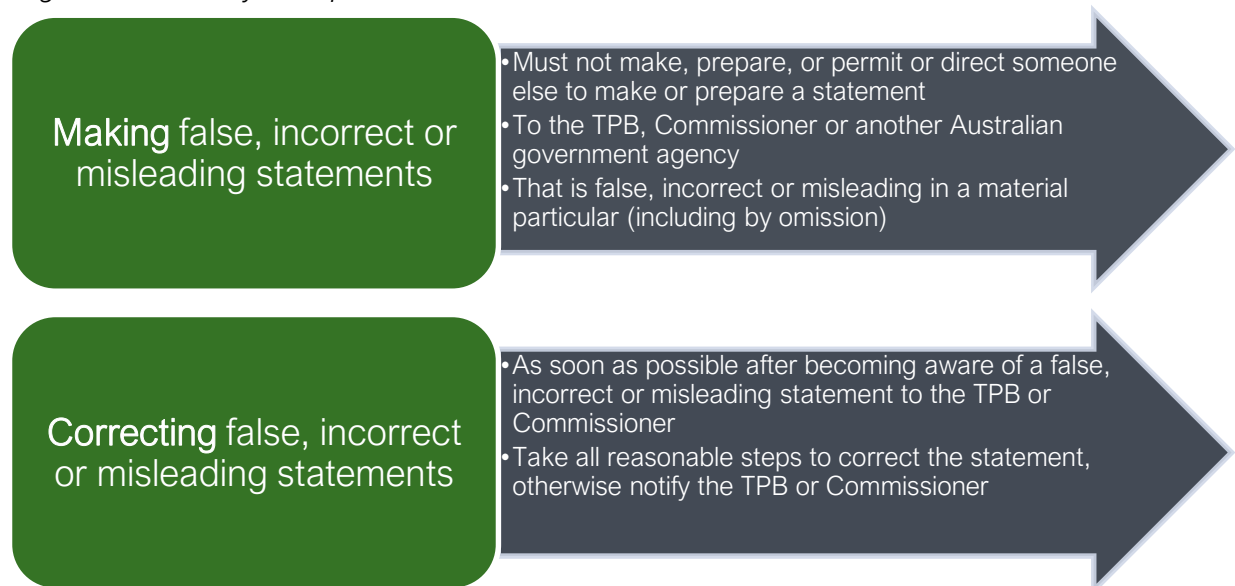 Making false, incorrect or
misleading statements
•Must not make, prepare, or permit or direct someone
else to make or prepare a statement
•To the TPB, Commissioner or another Australian
government agency
•That is false, incorrect or misleading in a material
particular (including by omission)
Correcting false, incorrect
or misleading statements
•As soon as possible after becoming aware of a false,
incorrect or misleading statement to the TPB or
Commissioner
•Take all reasonable steps to correct the statement,
otherwise notify the TPB or Commissioner